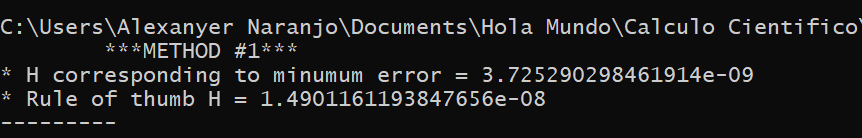 C:\Users\Alexanyer Naranjo\Documents\Hola Mundo\Calculo Cientifico\
***METHOD #1***
* H corresponding to minumum error = 3.725290298461914e-09
* Rule of thumb H = 1.4901161193847656e-08
---------